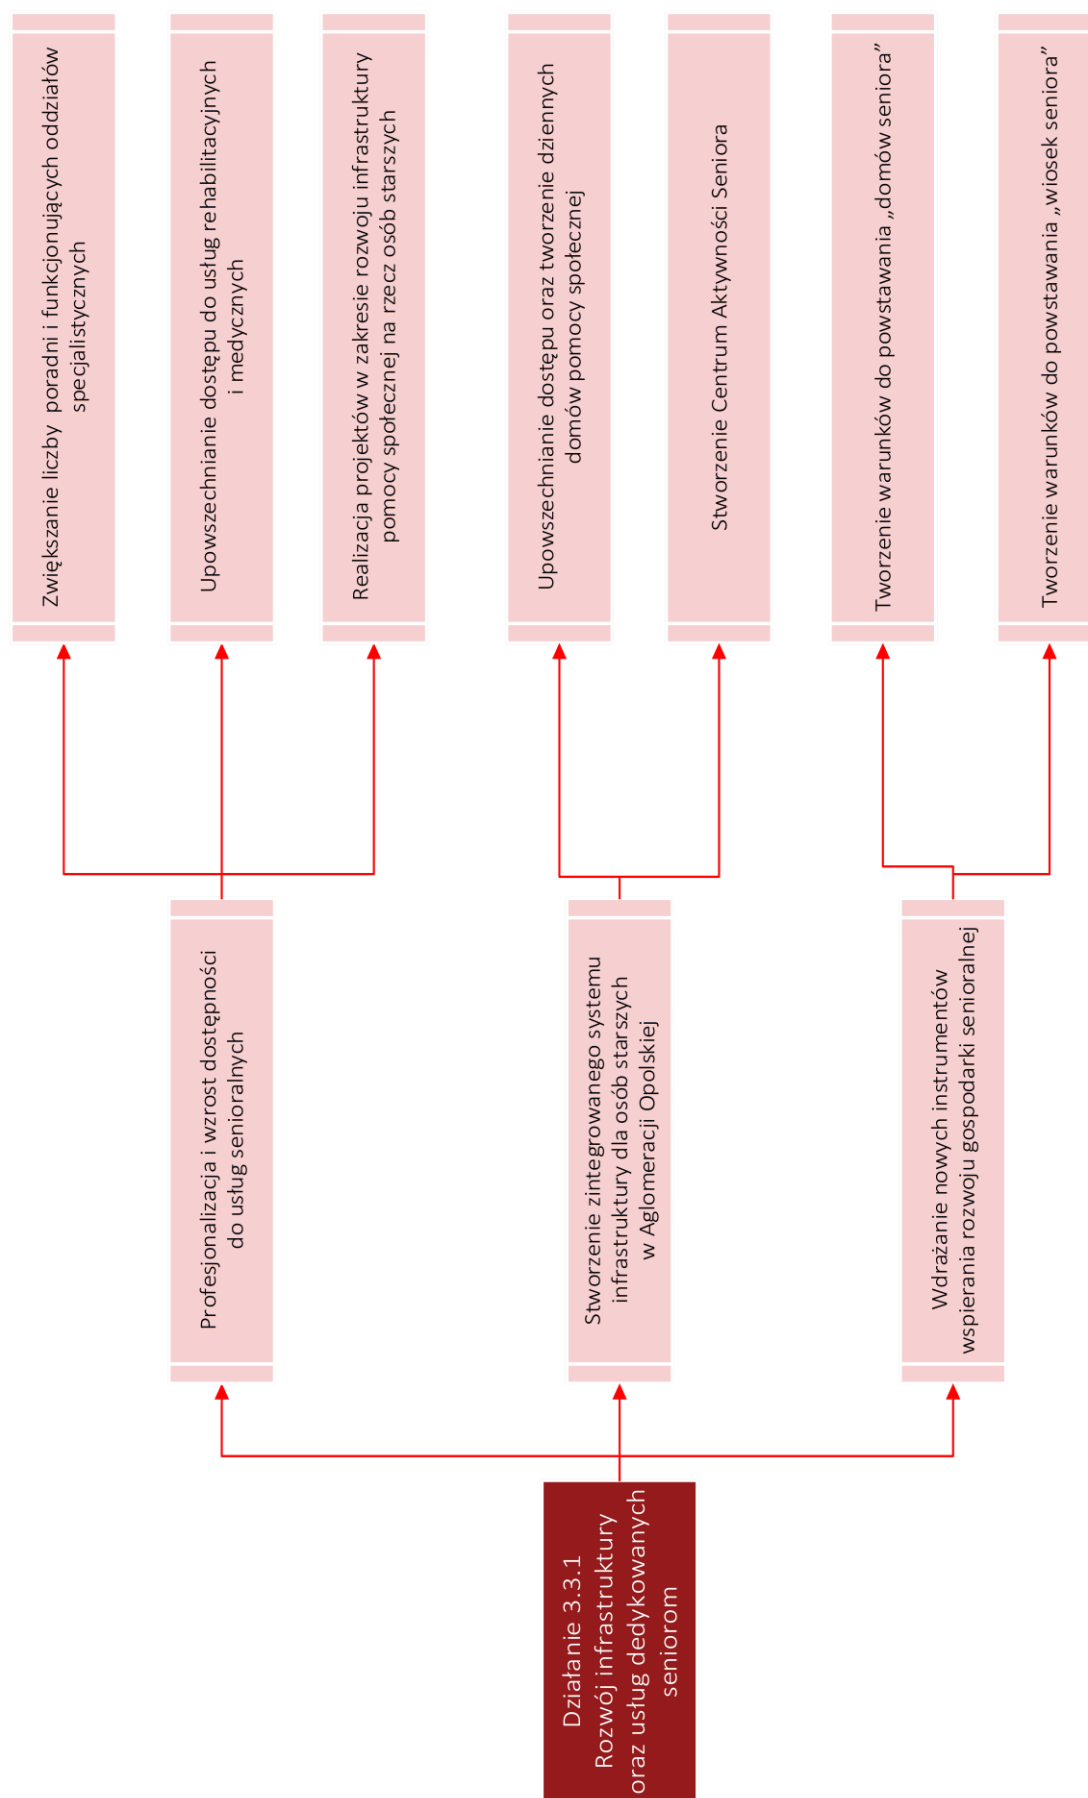 Działanie 3.3.1
Rozwój infrastruktury
oraz usług dedykowanych
seniorom
Profesjonalizacja i wzrost dostępności
do usług senioralnych
Zwiększanie liczby poradni i funkcjonujących oddziałów
specjalistycznych
Upowszechnianie dostępu do usług rehabilitacyjnych
i medycznych
Realizacja projektów w zakresie rozwoju infrastruktury
pomocy społecznej na rzecz osób starszych
Stworzenie zintegrowanego systemu
infrastruktury dla osób starszych
w Aglomeracji Opolskiej
Upowszechnianie dostępu oraz tworzenie dziennych
domów pomocy społecznej
Stworzenie Centrum Aktywności Seniora
Wdrażanie nowych instrumentów
wspierania rozwoju gospodarki senioralnej
Tworzenie warunków do powstawania „domów seniora”
Tworzenie warunków do powstawania „wiosek seniora”